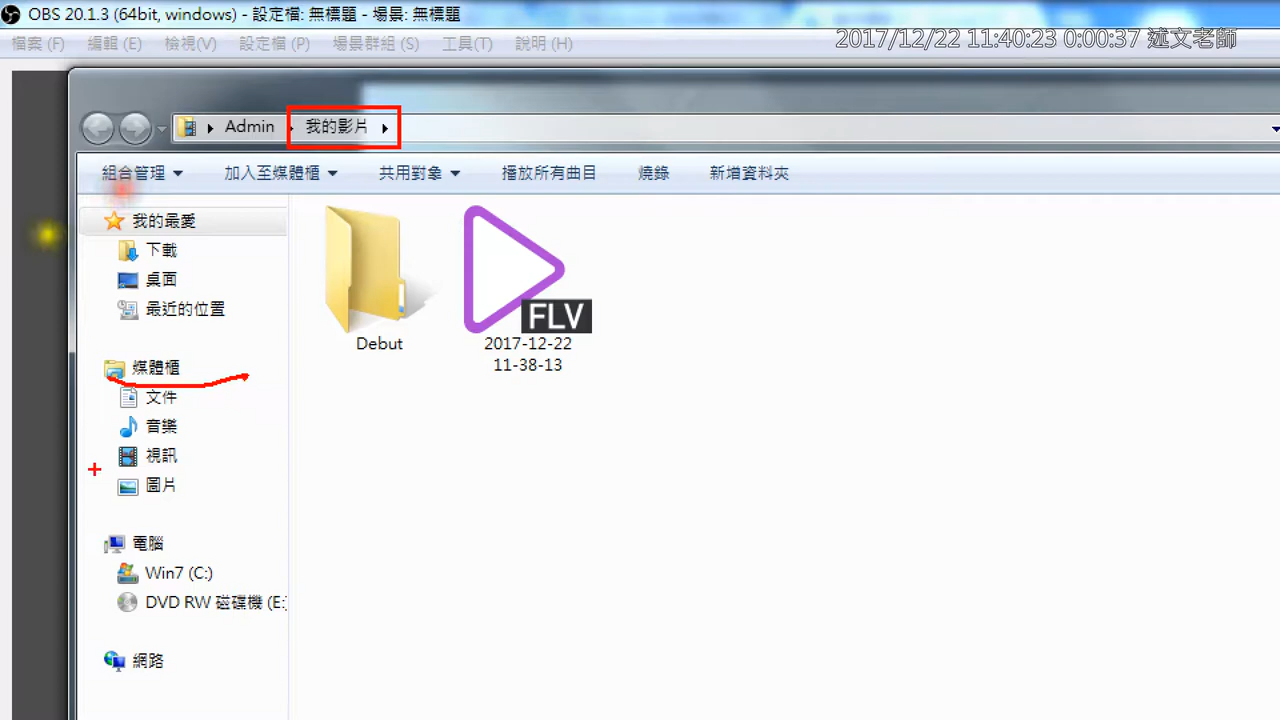 OBS 20.1.3 (64bit, windows) - 設定檔: 無標題 - 場景: 無標題
檔案 (F) 編輯 (E) 檢視(V) 設定檔 (P) 場景群組 (S) 工具(T) 說明 (H)
2017/12/22 11:40:23 0:00:37 述文老師
Admin 我的影片
組合管理 加入至媒體櫃 共用對象 播放所有曲目 燒錄 新增資料夾
我的最愛
下載
桌面
最近的位置
媒體櫃
文件
音樂
視訊
圖片
電腦
Win7 (C:)
DVD RW 磁碟機 (E:
網路
FLV
Debut
2017-12-22
11-38-13